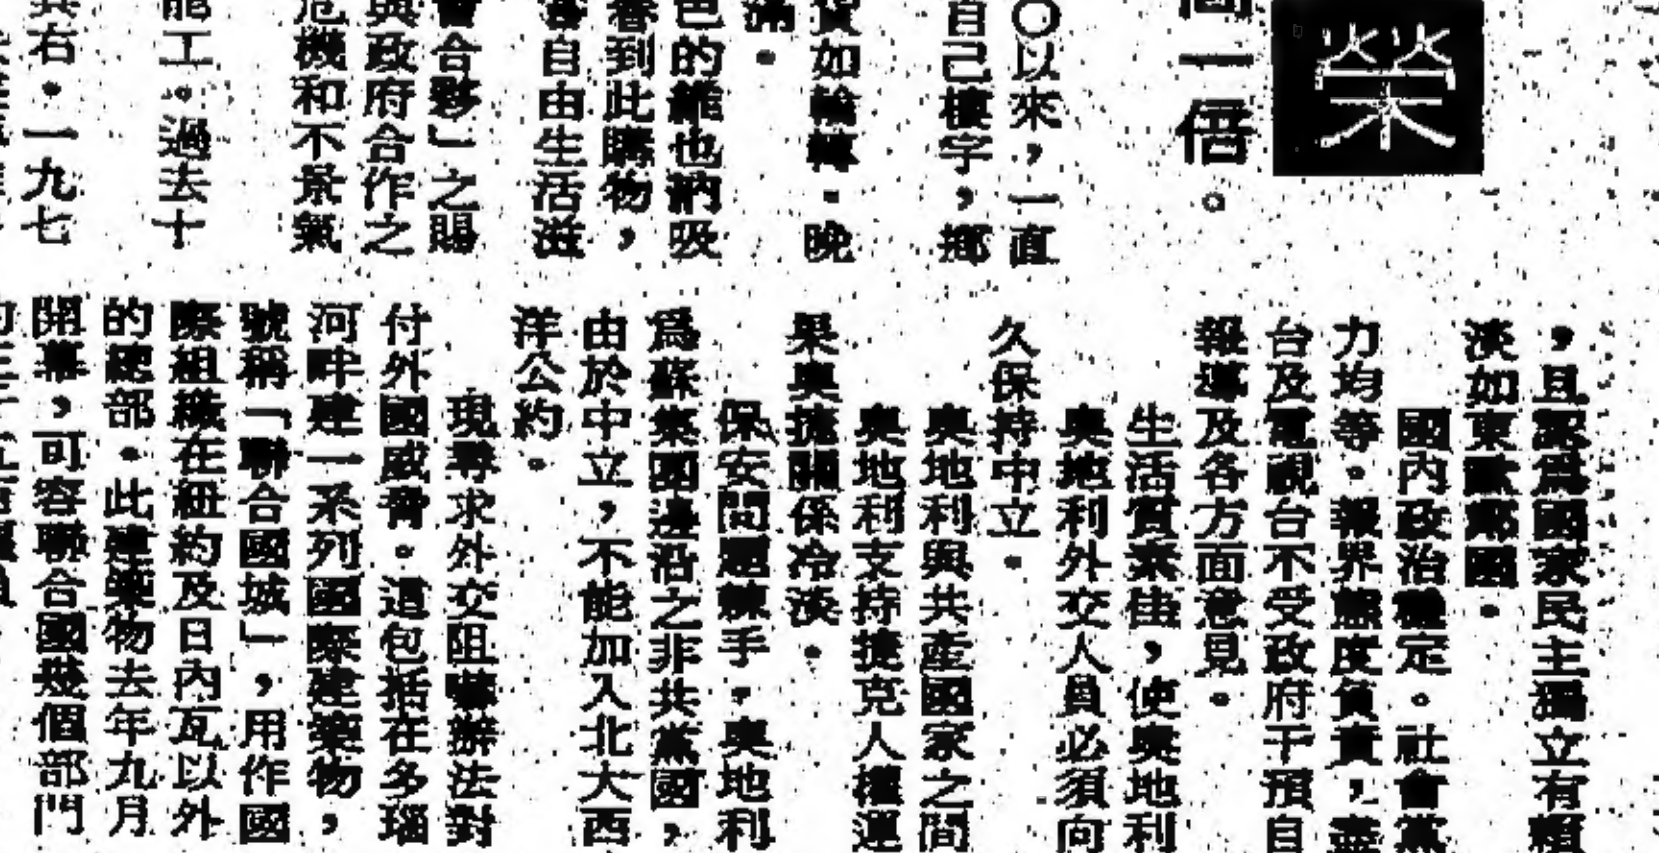 榮
一倍。
〇以來，一直
自己樓宇，鄉
貨如輪轉．晚
滿．
色的 也 吸
到此購物，
自由生活滋
會合夥」之賜
與政府合作之
危機和不景氣
能工。過去十
其右．一九七
，且認爲國家民主獨立有賴
淡如東歐鄰國．
國內政治穩定。社會黨
力均等。報界態度負責，盡
台及電視台不受政府干預自
報導及各方面意見．
生活質素佳，使奧地利
奧地利外交人員必須向
久保持中立．
奧地利與共產國家之間
奧地利支持捷克人權運
果奧捷關係冷淡．
保安問題棘手，奧地利
爲蘇集團邊沿之非共黨國，
由於中立，不能加入北大西
洋公約．
現尋求外交阻嚇辦法對
付外國威脅。這包括在多瑙
河畔建一系列國際建築物，
號稱「聯合國城」，用作國
際組織在紐約及日內瓦以外
的總部．此建築物去年九月
開幕，可容聯合國幾個部門